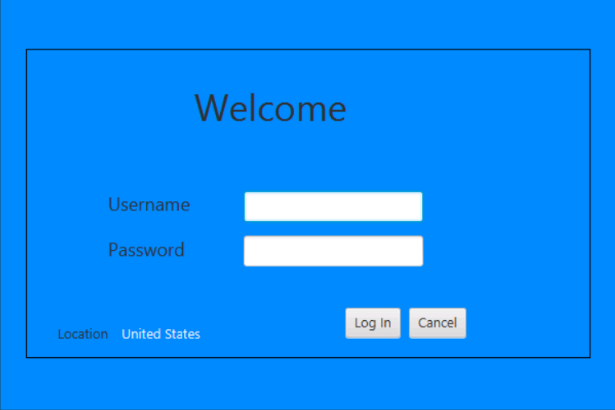 Welcome
Username
Password
Log In Cancel
Location United States